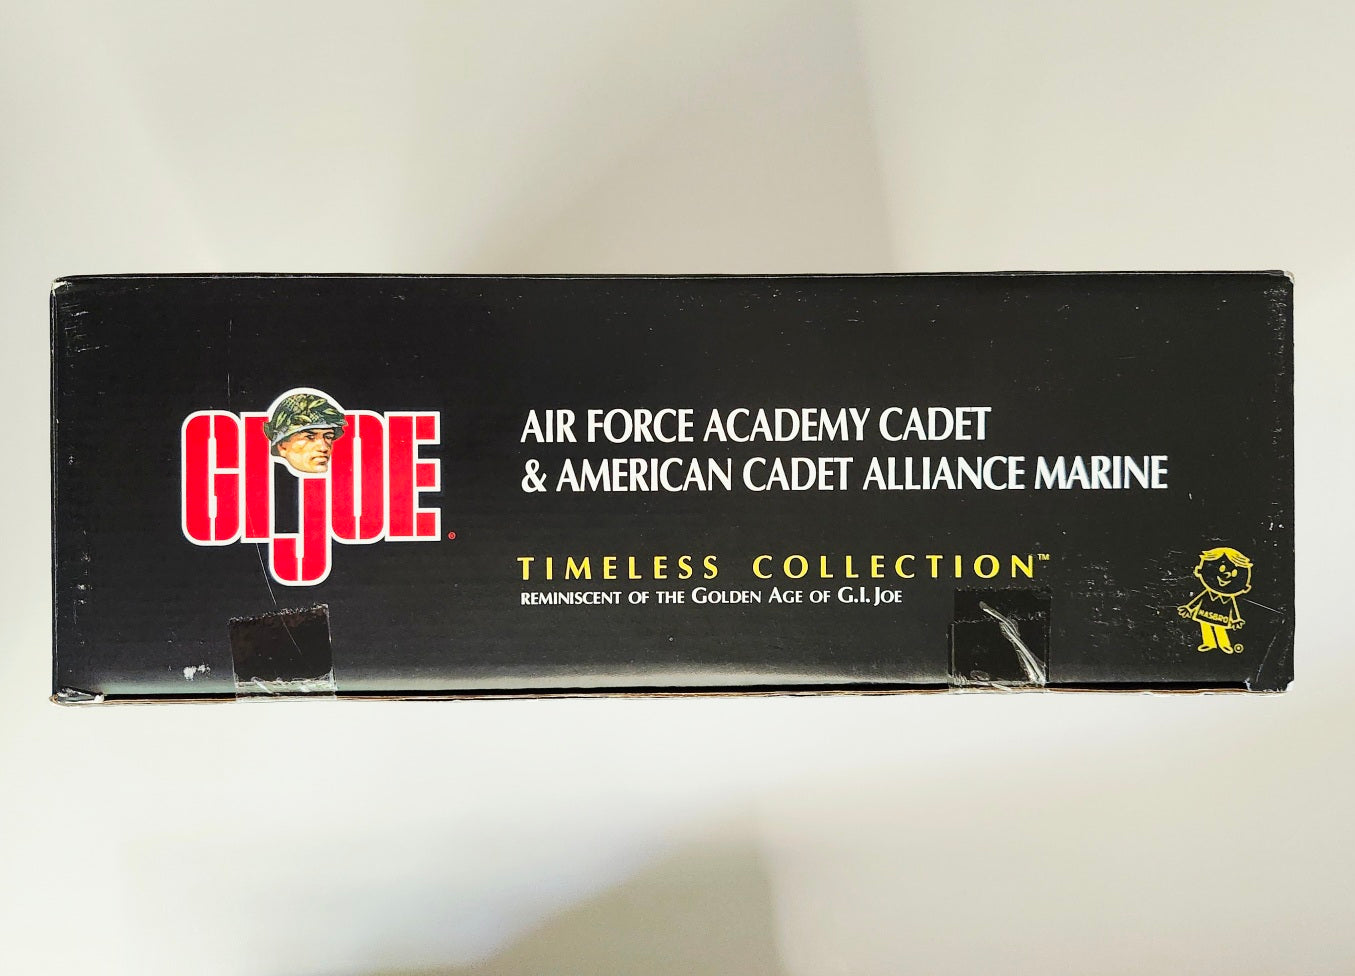 GI JOE®
AIR FORCE ACADEMY CADET
& AMERICAN CADET ALLIANCE MARINE
TIMELESS COLLECTION™
REMINISCENT OF THE GOLDEN AGE OF G.I. JOE
HASBRO
®